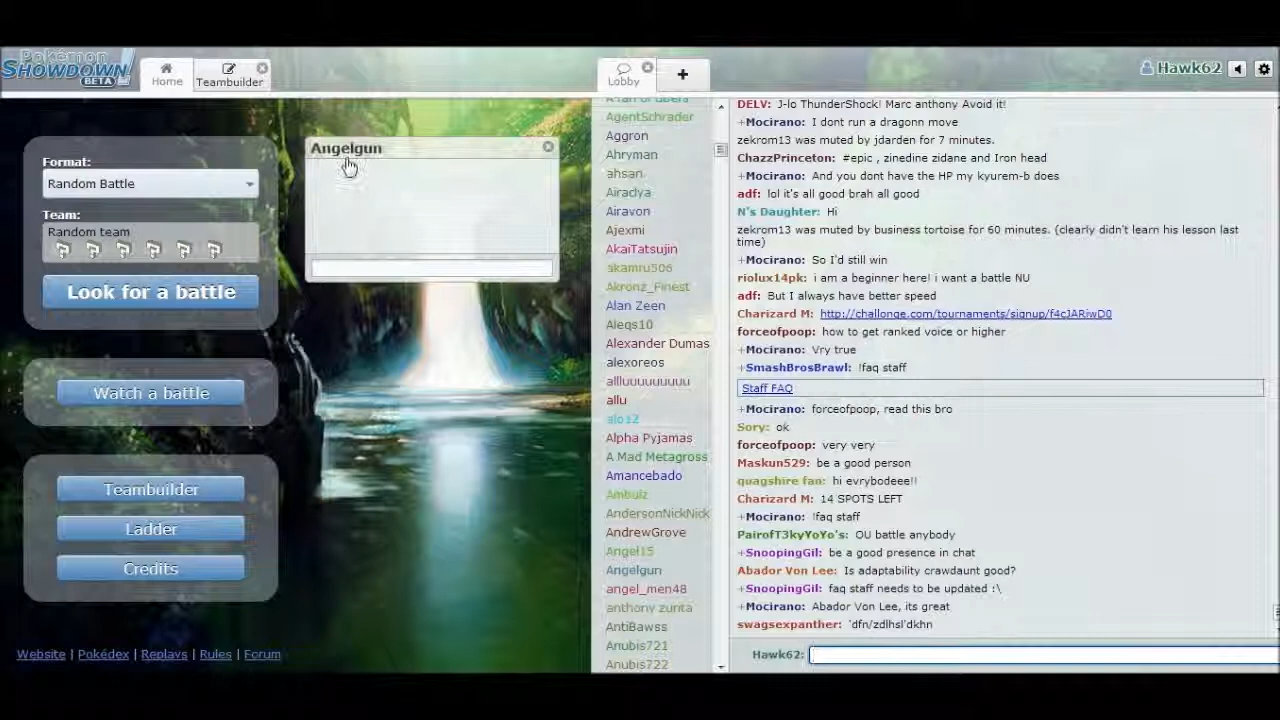 Pokémon
SHOWDOWN!
BETA
Home
Teambuilder
Lobby
Hawk62
Format:
Random Battle
Team:
Random team
Look for a battle
Watch a battle
Teambuilder
Ladder
Credits
Website | Pokédex | Replays | Rules | Forum
Angelgun
A fan of ubers
AgentSchrader
Aggron
Ahryman
ahsan
Airadya
Airavon
Ajexmi
AkaiTatsujin
akamru506
Akronz_Finest
Alan Zeen
Aleqs10
Alexander Dumas
alexoreos
allluuuuuuuuu
allu
alo12
Alpha Pyjamas
A Mad Metagross
Amancebado
Ambulz
AndersonNickNick
AndrewGrove
Angel15
Angelgun
angel_men48
anthony zunta
AntiBawss
Anubis721
Anubis722
DELV: J-lo ThunderShock! Marc anthony Avoid it!
+Mocirano: I dont run a dragonn move
zekrom13 was muted by jdarden for 7 minutes.
ChazzPrinceton: #epic , zinedine zidane and Iron head
+Mocirano: And you dont have the HP my kyurem-b does
adf: lol it's all good brah all good
N's Daughter: Hi
zekrom13 was muted by business tortoise for 60 minutes. (clearly didn't learn his lesson last
time)
+Mocirano: So I'd still win
riolux14pk: i am a beginner here! i want a battle NU
adf: But I always have better speed
Charizard M: http://challonge.com/tournaments/signup/f4cJARiwD0
forceofpoop: how to get ranked voice or higher
+Mocirano: Vry true
+SmashBrosBrawl: !faq staff
Staff FAQ
+Mocirano: forceofpoop, read this bro
Sory: ok
forceofpoop: very very
Maskun529: be a good person
quagshire fan: hi evrybodeee!!
Charizard M: 14 SPOTS LEFT
+Mocirano: !faq staff
PairofT3kyYoYo's: OU battle anybody
+SnoopingGil: be a good presence in chat
Abador Von Lee: Is adaptability crawdaunt good?
+SnoopingGil: faq staff needs to be updated :\
+Mocirano: Abador Von Lee, its great
swagsexpanther: 'dfn/zdlhsl'dkhn
Hawk62: